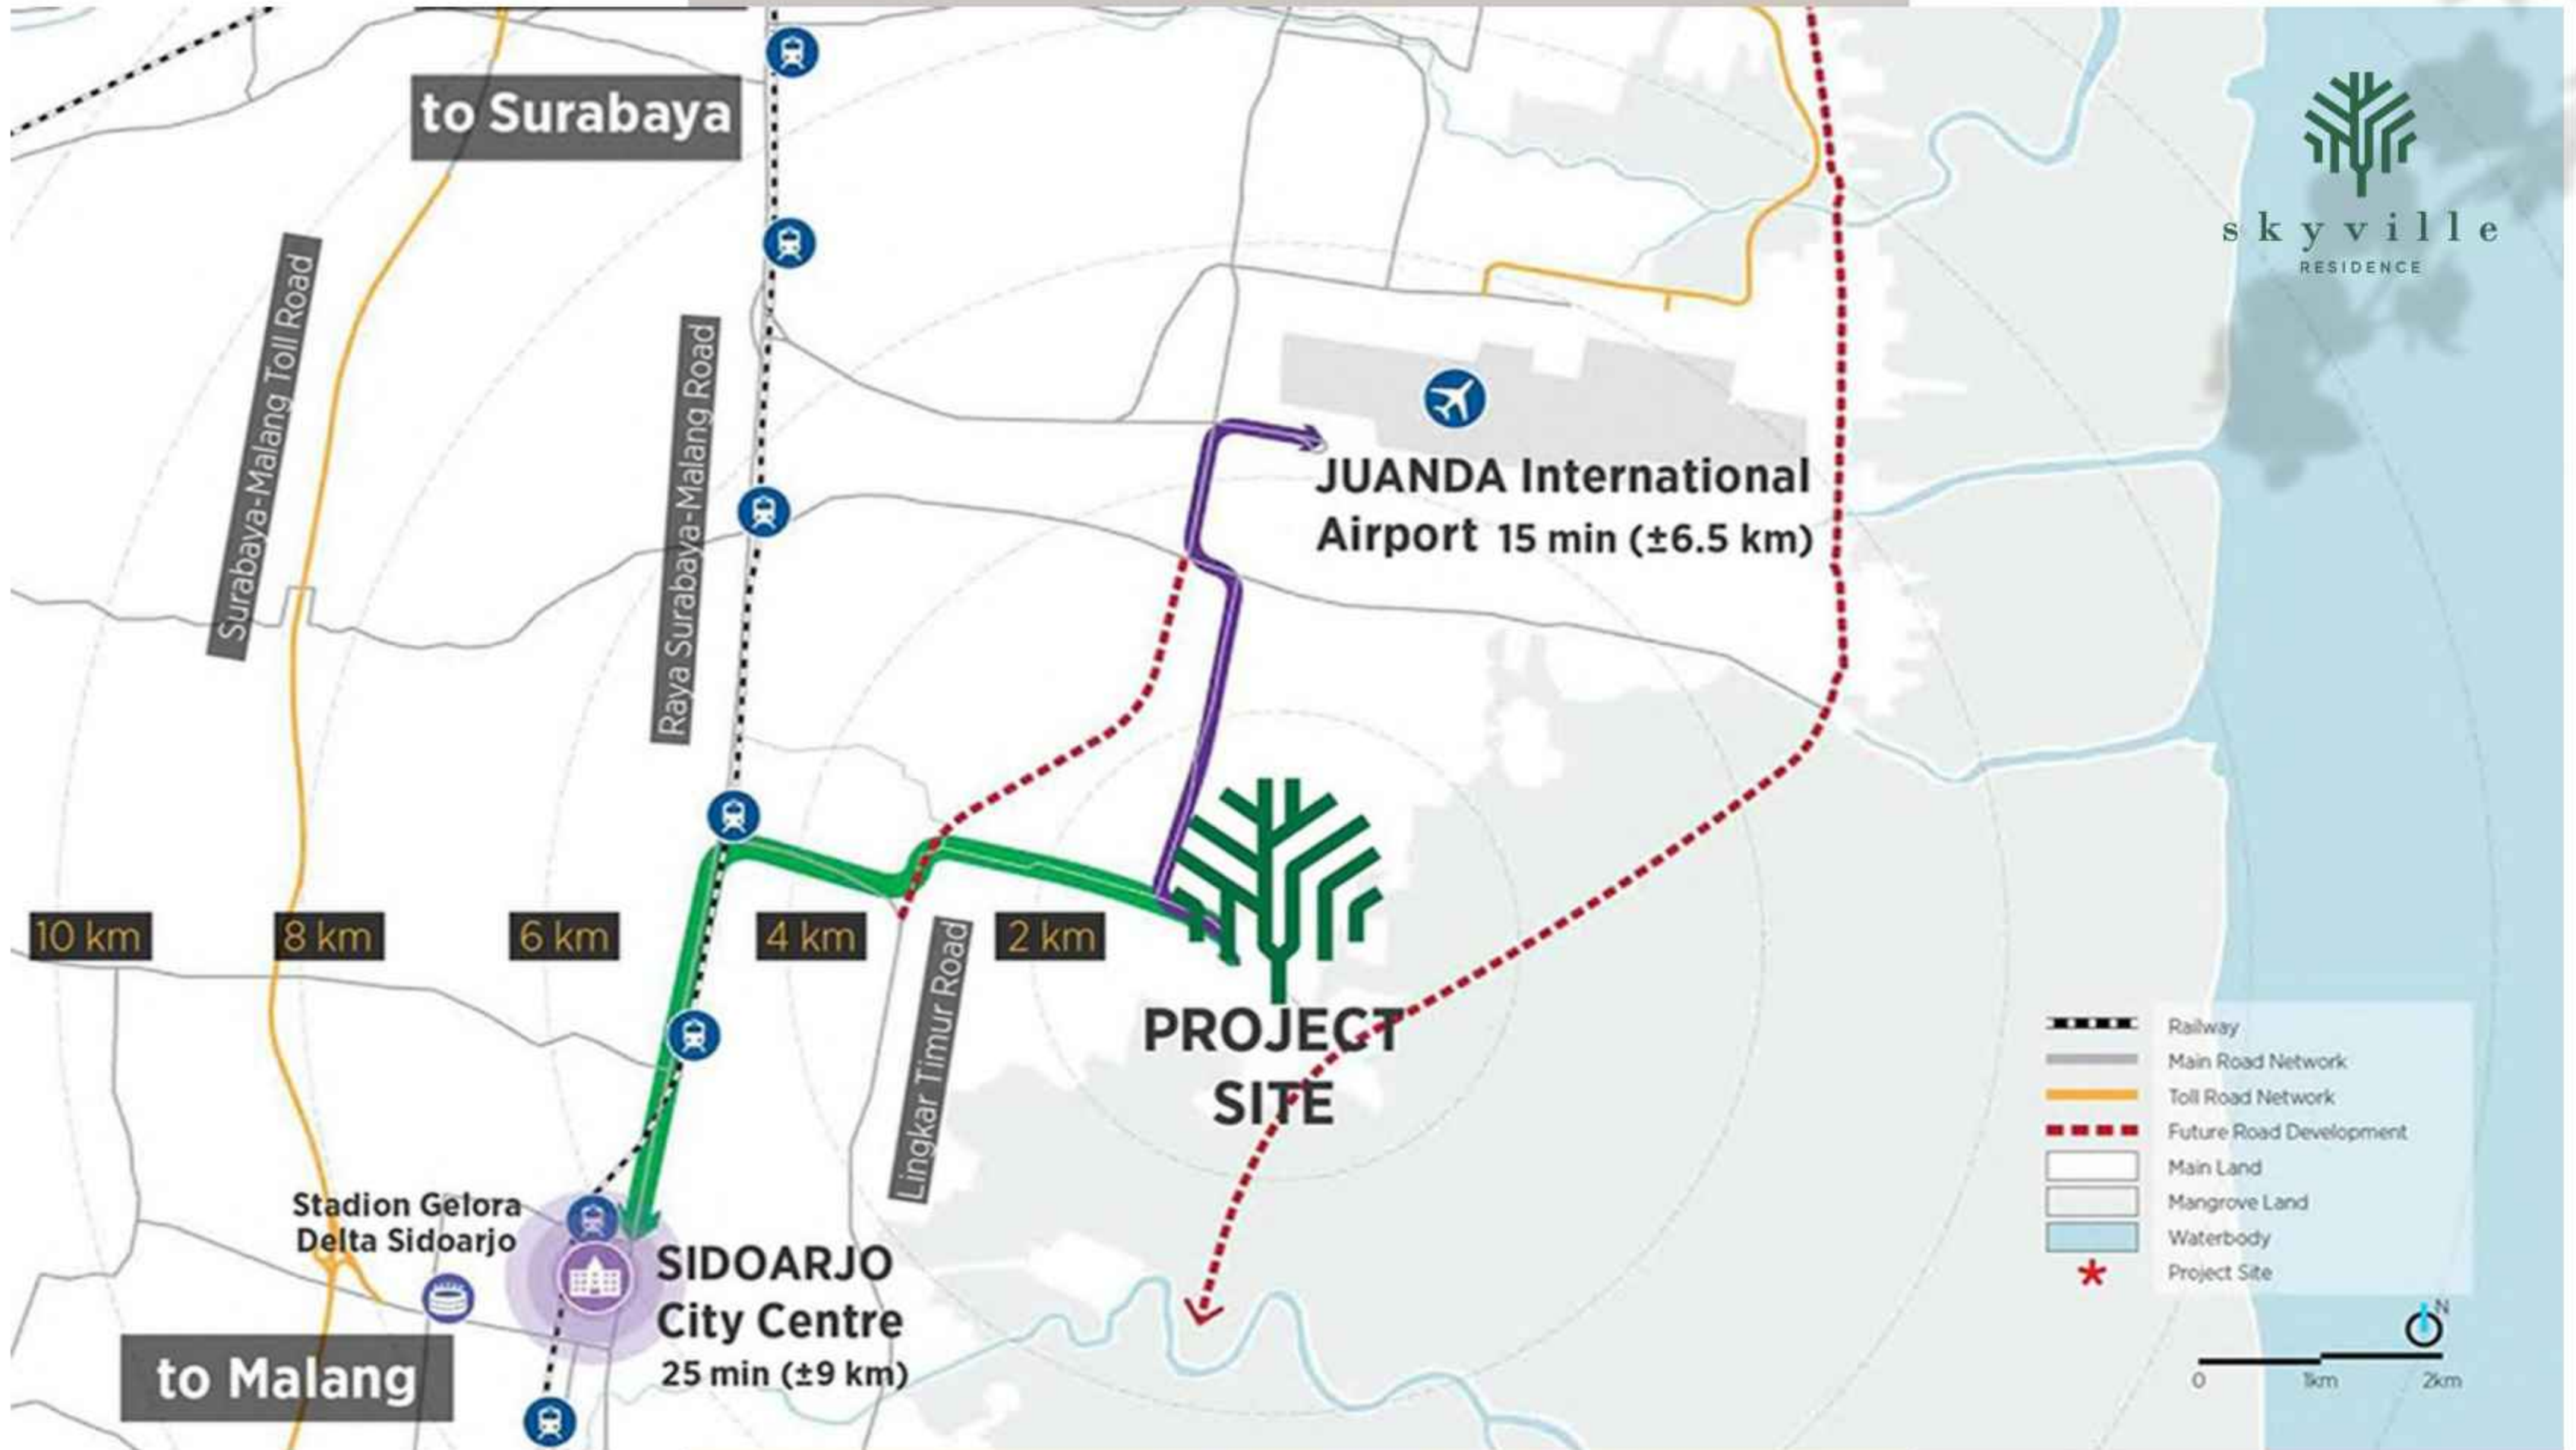 to Surabaya
skyville
RESIDENCE
Surabaya-Malang Toll Road
Raya Surabaya-Malang Road
JUANDA International
Airport 15 min (±6.5 km)
10 km
8 km
6 km
4 km
2 km
Lingkar Timur Road
PROJECT
SITE
Railway
Main Road Network
Toll Road Network
Future Road Development
Main Land
Mangrove Land
Waterbody
Project Site
Stadion Gelora
Delta Sidoarjo
SIDOARJO
City Centre
25 min (±9 km)
to Malang
N
0 1km 2km